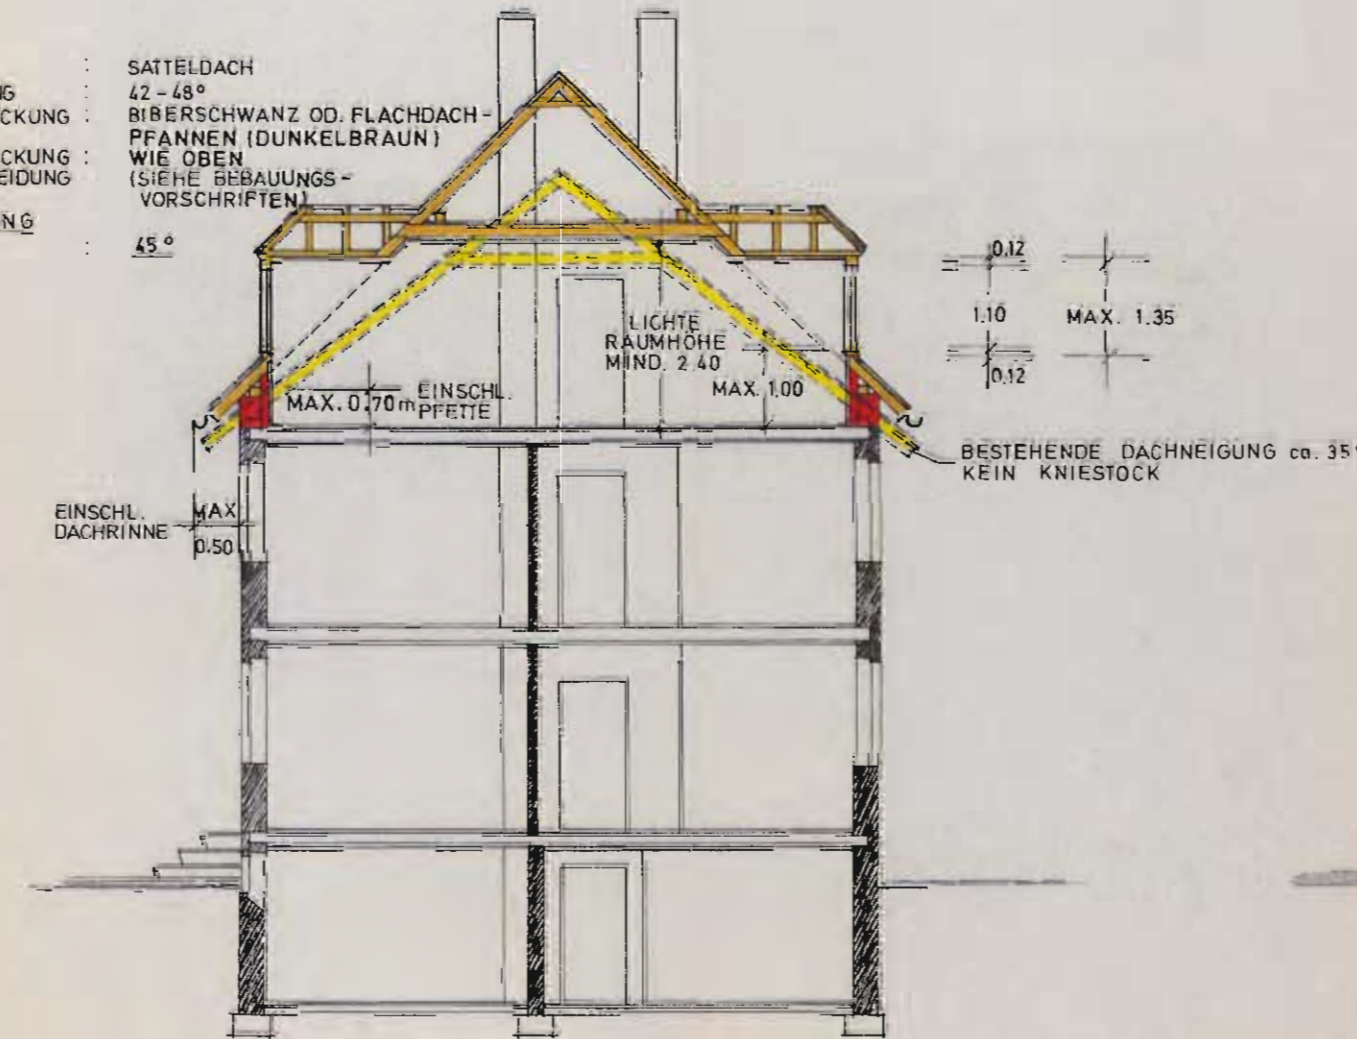 : SATTELDACH
NG : 42-48°
CKUNG : BIBERSCHWANZ OD. FLACHDACH-
PFANNEN (DUNKELBRAUN)
CKUNG : WIE OBEN
EIDUNG (SIEHE BEBAUUNGS-
VORSCHRIFTEN)
NG
: 45°
0.12
1.10
MAX. 1.35
0.12
LICHTE
RAUMHÖHE
MIND. 2.40
MAX. 1.00
MAX. 0.70m EINSCHL.
PFETTE
BESTEHENDE DACHNEIGUNG ca. 35°
KEIN KNIESTOCK
EINSCHL.
DACHRINNE
MAX
0.50